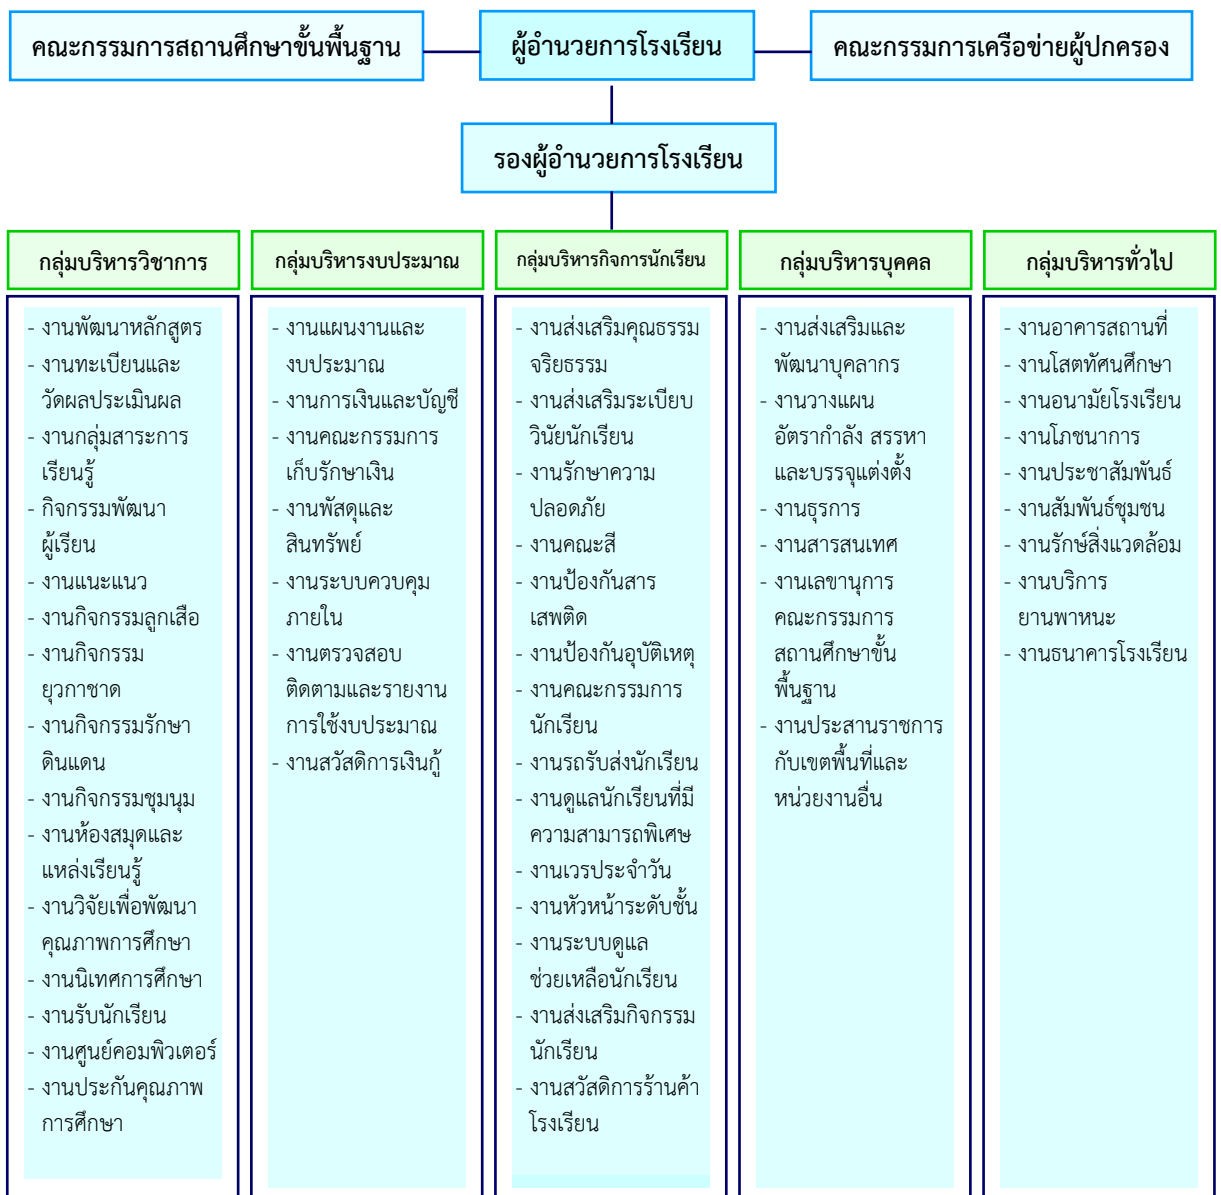 คณะกรรมการสถานศึกษาขั้นพื้นฐาน
ผู้อำนวยการโรงเรียน
คณะกรรมการเครือข่ายผู้ปกครอง
รองผู้อำนวยการโรงเรียน
กลุ่มบริหารวิชาการ
- งานพัฒนาหลักสูตร
- งานทะเบียนและ
วัดผลประเมินผล
- งานกลุ่มสาระการ
เรียนรู้
- กิจกรรมพัฒนา
ผู้เรียน
- งานแนะแนว
- งานกิจกรรมลูกเสือ
- งานกิจกรรม
ยุวกาชาด
- งานกิจกรรมรักษา
ดินแดน
- งานกิจกรรมชุมนุม
- งานห้องสมุดและ
แหล่งเรียนรู้
- งานวิจัยเพื่อพัฒนา
คุณภาพการศึกษา
- งานนิเทศการศึกษา
- งานรับนักเรียน
- งานศูนย์คอมพิวเตอร์
- งานประกันคุณภาพ
การศึกษา
กลุ่มบริหารงบประมาณ
- งานแผนงานและ
งบประมาณ
- งานการเงินและบัญชี
- งานคณะกรรมการ
เก็บรักษาเงิน
- งานพัสดุและ
สินทรัพย์
- งานระบบควบคุม
ภายใน
- งานตรวจสอบ
ติดตามและรายงาน
การใช้งบประมาณ
- งานสวัสดิการเงินกู้
กลุ่มบริหารกิจการนักเรียน
- งานส่งเสริมคุณธรรม
จริยธรรม
- งานส่งเสริมระเบียบ
วินัยนักเรียน
- งานรักษาความ
ปลอดภัย
- งานคณะสี
- งานป้องกันสาร
เสพติด
- งานป้องกันอุบัติเหตุ
- งานคณะกรรมการ
นักเรียน
- งานรถรับส่งนักเรียน
- งานดูแลนักเรียนที่มี
ความสามารถพิเศษ
- งานเวรประจำวัน
- งานหัวหน้าระดับชั้น
- งานระบบดูแล
ช่วยเหลือนักเรียน
- งานส่งเสริมกิจกรรม
นักเรียน
- งานสวัสดิการร้านค้า
โรงเรียน
กลุ่มบริหารบุคคล
- งานส่งเสริมและ
พัฒนาบุคลากร
- งานวางแผน
อัตรากำลัง สรรหา
และบรรจุแต่งตั้ง
- งานธุรการ
- งานสารสนเทศ
- งานเลขานุการ
คณะกรรมการ
สถานศึกษาขั้น
พื้นฐาน
- งานประสานราชการ
กับเขตพื้นที่และ
หน่วยงานอื่น
กลุ่มบริหารทั่วไป
- งานอาคารสถานที่
- งานโสตทัศนศึกษา
- งานอนามัยโรงเรียน
- งานโภชนาการ
- งานประชาสัมพันธ์
- งานสัมพันธ์ชุมชน
- งานรักษ์สิ่งแวดล้อม
- งานบริการ
ยานพาหนะ
- งานธนาคารโรงเรียน